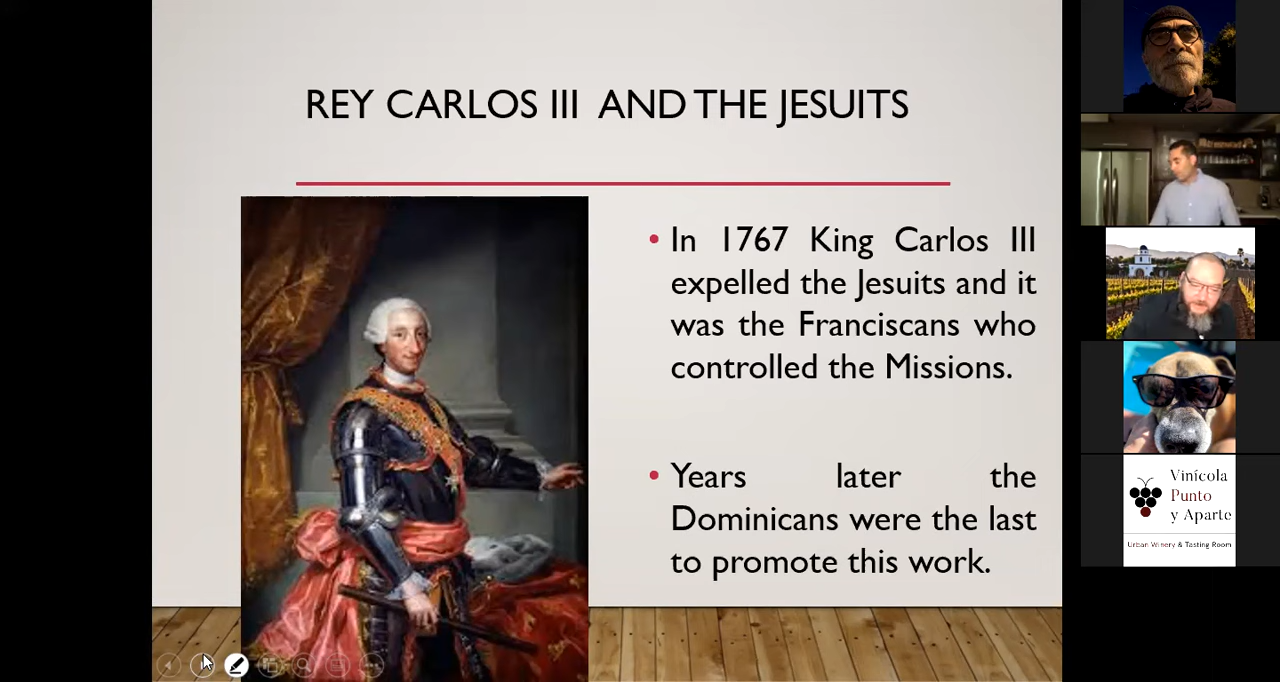 REY CARLOS III AND THE JESUITS
• In 1767 King Carlos III
expelled the Jesuits and it
was the Franciscans who
controlled the Missions.
• Years later the
Dominicans were the last
to promote this work.
Vinícola
Punto
y Aparte
Urban Winery & Tasting Room